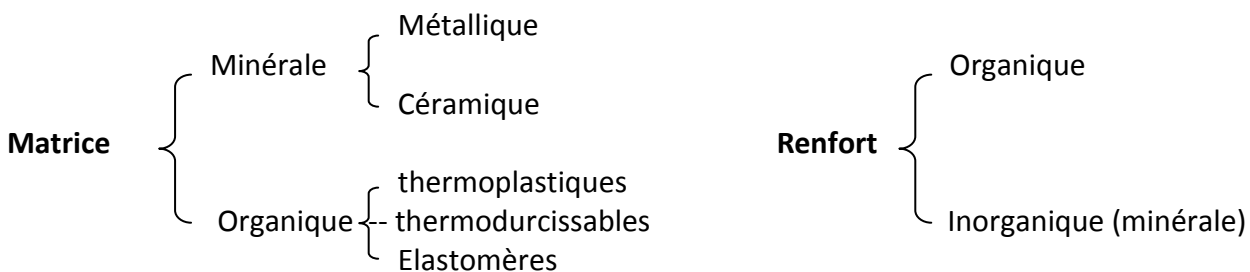 Métallique
Minérale
Organique
Céramique
Matrice
Renfort
thermoplastiques
Organique -- thermodurcissables
Inorganique (minérale)
Elastomères